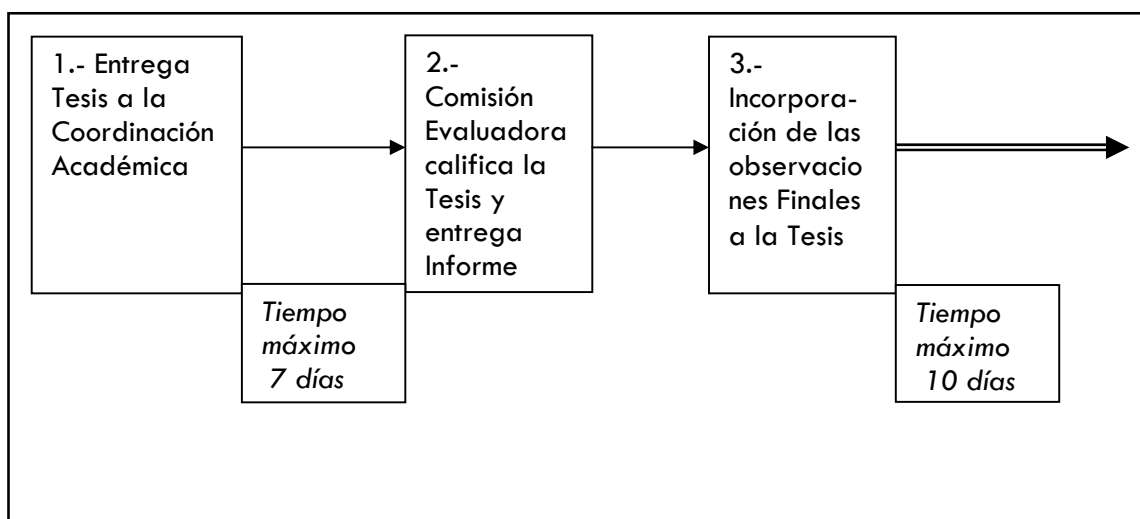 1.- Entrega
Tesis a la
Coordinación
Académica
2.-
Comisión
Evaluadora
califica la
Tesis y
entrega
Informe
3.-
Incorpora-
ción de las
observacio
nes Finales
a la Tesis
Tiempo
máximo
7 días
Tiempo
máximo
10 días